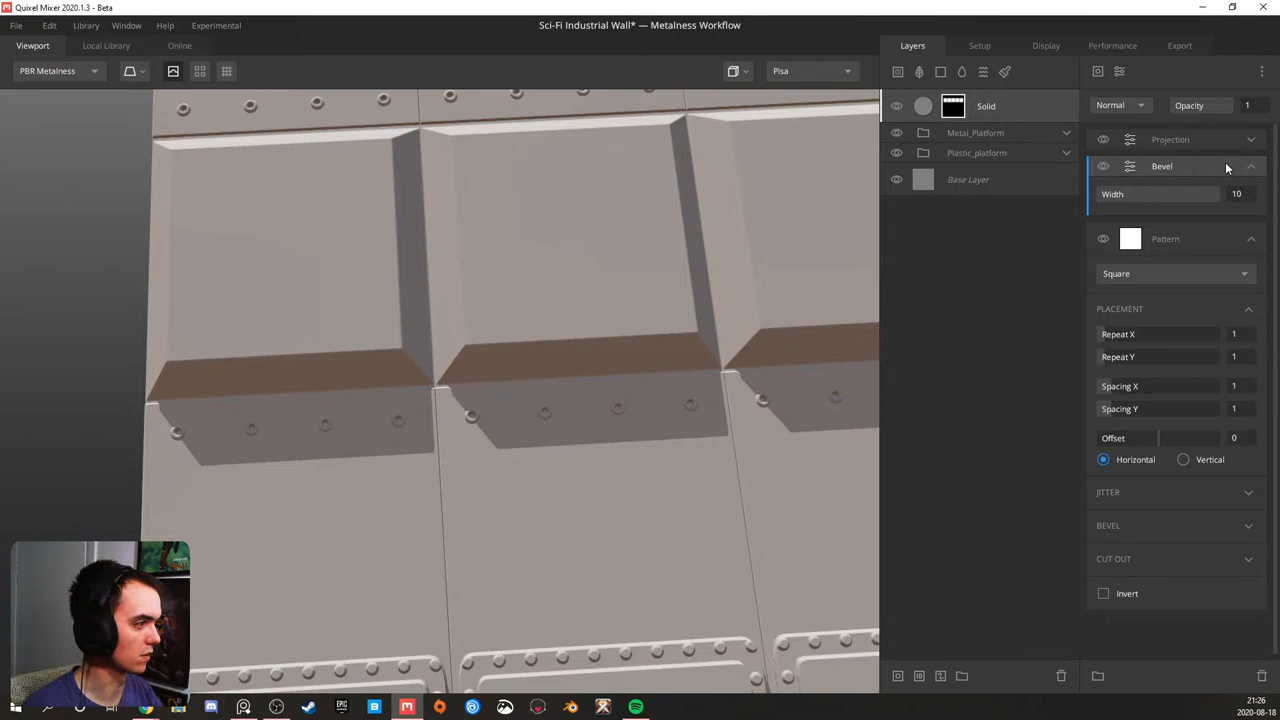 Quixel Mixer 2020.1.3 - Beta
File Edit Library Window Help Experimental
Sci-Fi Industrial Wall* — Metalness Workflow
Viewport Local Library Online
Layers Setup Display Performance Export
PBR Metalness
Pisa
Solid
Normal Opacity 1
Metal_Platform
Projection
Plastic_platform
Bevel
Base Layer
Width 10
Pattern
Square
PLACEMENT
Repeat X 1
Repeat Y 1
Spacing X 1
Spacing Y 1
Offset 0
Horizontal Vertical
JITTER
BEVEL
CUT OUT
Invert
21:26
2020-08-18